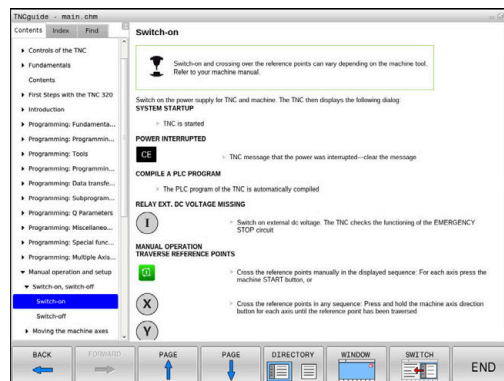 TNCguide - main.chm
Contents Index Find
Controls of the TNC
Fundamentals
Contents
First Steps with the TNC 320
Introduction
Programming: Fundamenta...
Programming: Programmin...
Programming: Tools
Programming: Programmin...
Programming: Data transfe...
Programming: Subprogram...
Programming: Q Parameters
Programming: Miscellaneo...
Programming: Special func...
Programming: Multiple Axis...
Manual operation and setup
Switch-on, switch-off
Switch-on
Switch-off
Moving the machine axes
Switch-on
Switch-on and crossing over the reference points can vary depending on the machine tool.
Refer to your machine manual.
Switch on the power supply for TNC and machine. The TNC then displays the following dialog:
SYSTEM STARTUP
TNC is started
POWER INTERRUPTED
CE
TNC message that the power was interrupted—clear the message
COMPILE A PLC PROGRAM
The PLC program of the TNC is automatically compiled
RELAY EXT. DC VOLTAGE MISSING
I
Switch on external dc voltage. The TNC checks the functioning of the EMERGENCY
STOP circuit
MANUAL OPERATION
TRAVERSE REFERENCE POINTS
Cross the reference points manually in the displayed sequence: For each axis press the
machine START button, or
X
Cross the reference points in any sequence: Press and hold the machine axis direction
button for each axis until the reference point has been traversed
Y
BACK FORWARD PAGE PAGE DIRECTORY WINDOW SWITCH END